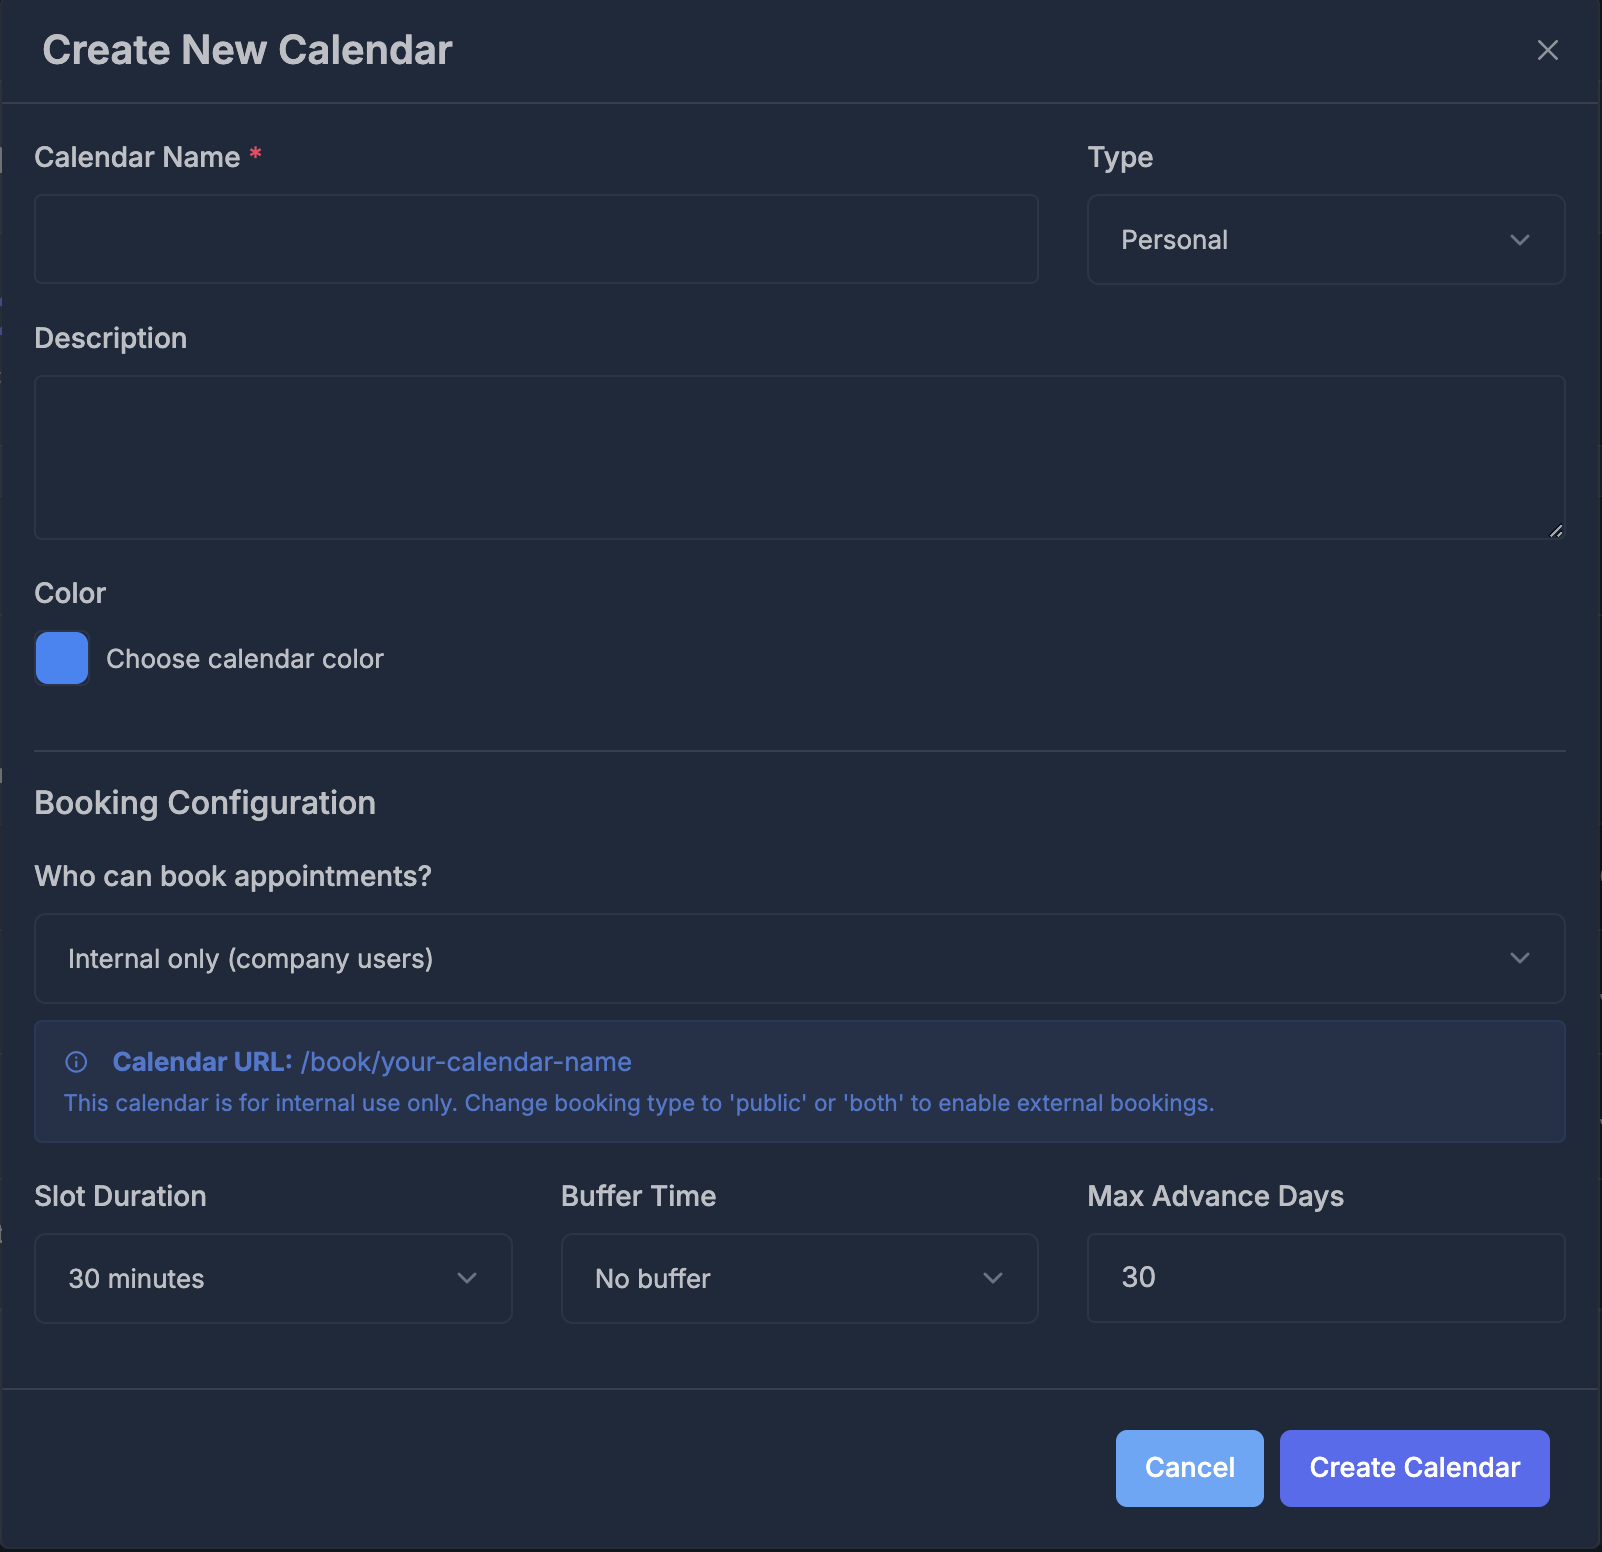 Create New Calendar
Calendar Name *
Type
Personal
Description
Color
Choose calendar color
Booking Configuration
Who can book appointments?
Internal only (company users)
Calendar URL: /book/your-calendar-name
This calendar is for internal use only. Change booking type to 'public' or 'both' to enable external bookings.
Slot Duration
Buffer Time
Max Advance Days
30 minutes
No buffer
30
Cancel
Create Calendar